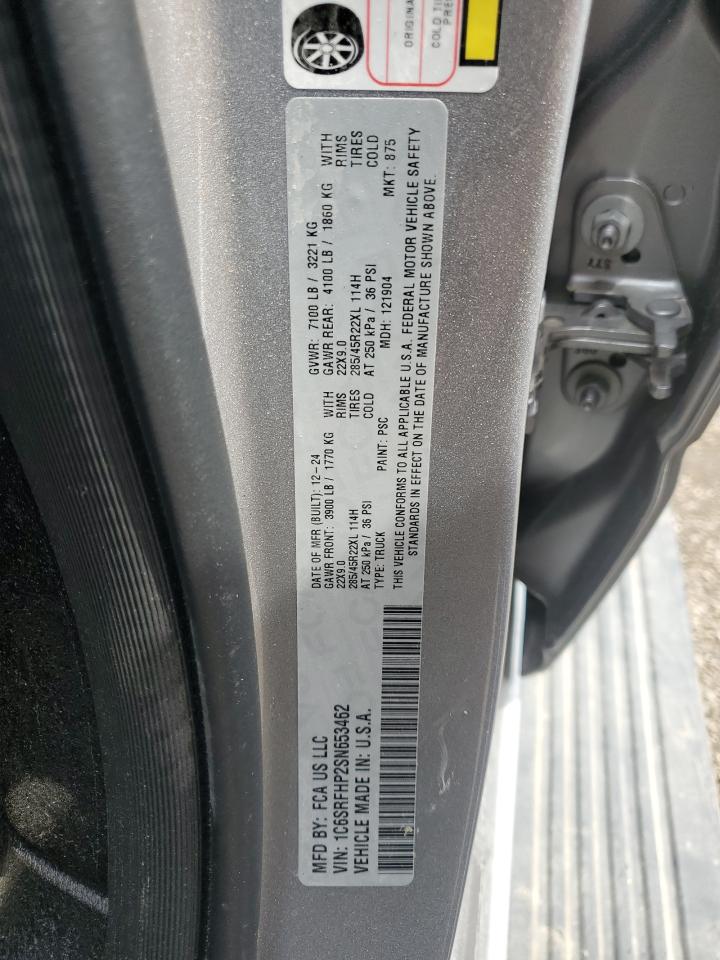 ORIGINA
COLD TI
PRES
MFD BY: FCA US LLC
VIN: 1C6SRFHP2SN653462
VEHICLE MADE IN: U.S.A.
DATE OF MFR (BUILT): 12-24
GAWR FRONT: 3900 LB / 1770 KG WITH
22X9.0 RIMS
285/45R22XL 114H TIRES
AT 250 kPa / 36 PSI COLD
TYPE: TRUCK PAINT: PSC
GVWR: 7100 LB / 3221 KG
GAWR REAR: 4100 LB / 1860 KG WITH
22X9.0 RIMS
285/45R22XL 114H TIRES
AT 250 kPa / 36 PSI COLD
MDH: 121904 MKT: 875
THIS VEHICLE CONFORMS TO ALL APPLICABLE U.S.A. FEDERAL MOTOR VEHICLE SAFETY
STANDARDS IN EFFECT ON THE DATE OF MANUFACTURE SHOWN ABOVE.